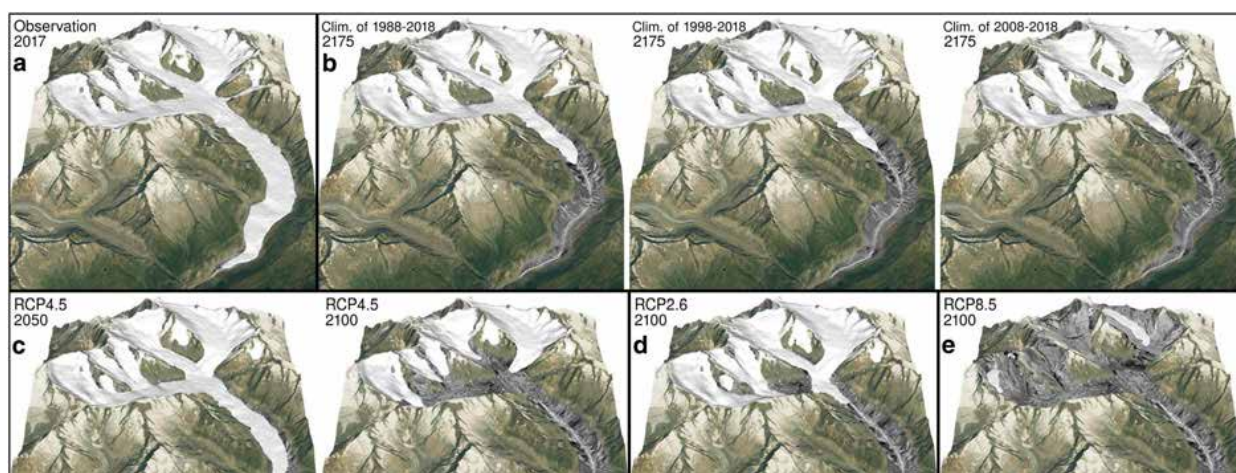 Observation
2017
a
Clim. of 1988-2018
2175
b
Clim. of 1998-2018
2175
Clim. of 2008-2018
2175
RCP4.5
2050
c
RCP4.5
2100
RCP2.6
2100
d
RCP8.5
2100
e